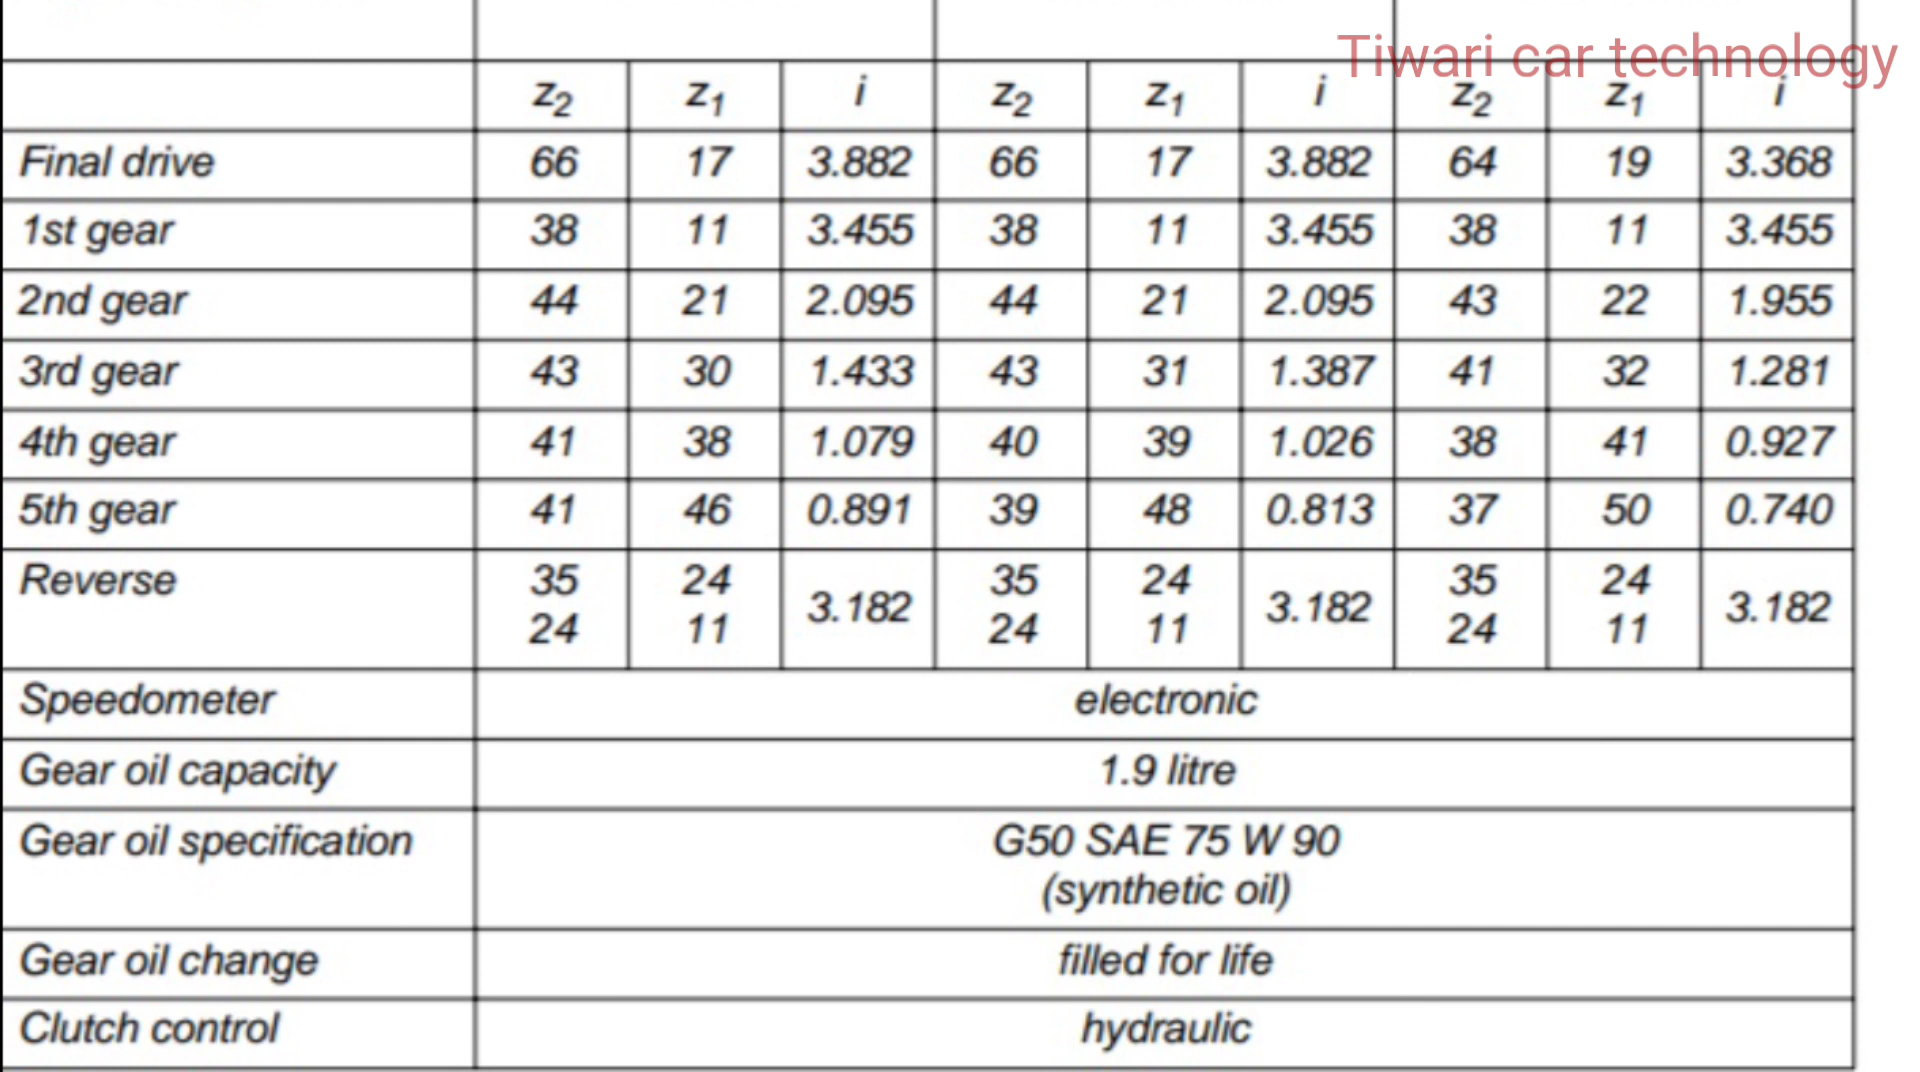 Tiwari car technology
z2 z1 i z2 z1 i z2 z1 i
Final drive 66 17 3.882 66 17 3.882 64 19 3.368
1st gear 38 11 3.455 38 11 3.455 38 11 3.455
2nd gear 44 21 2.095 44 21 2.095 43 22 1.955
3rd gear 43 30 1.433 43 31 1.387 41 32 1.281
4th gear 41 38 1.079 40 39 1.026 38 41 0.927
5th gear 41 46 0.891 39 48 0.813 37 50 0.740
Reverse 35 24 3.182 35 24 3.182 35 24 3.182
24 11 24 11 24 11
Speedometer electronic
Gear oil capacity 1.9 litre
Gear oil specification G50 SAE 75 W 90
(synthetic oil)
Gear oil change filled for life
Clutch control hydraulic